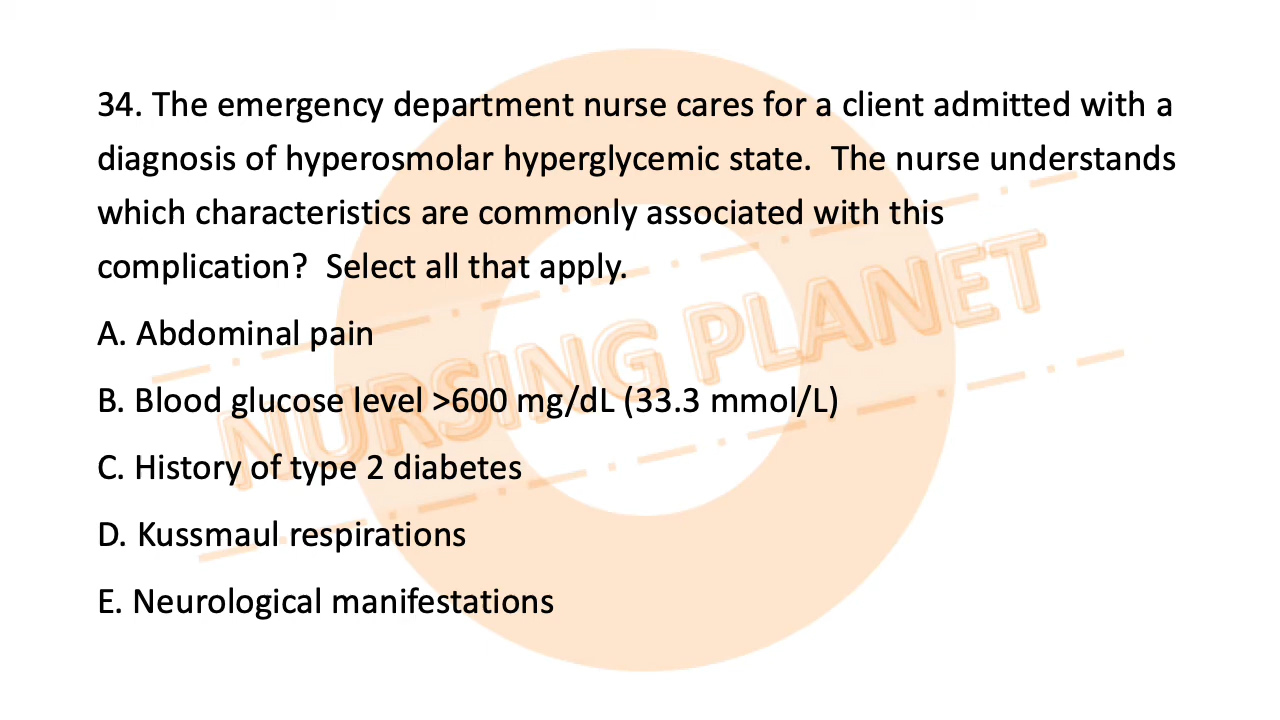 34. The emergency department nurse cares for a client admitted with a
diagnosis of hyperosmolar hyperglycemic state.  The nurse understands
which characteristics are commonly associated with this
complication?  Select all that apply.
A. Abdominal pain
B. Blood glucose level >600 mg/dL (33.3 mmol/L)
C. History of type 2 diabetes
D. Kussmaul respirations
E. Neurological manifestations
NURSING PLANET